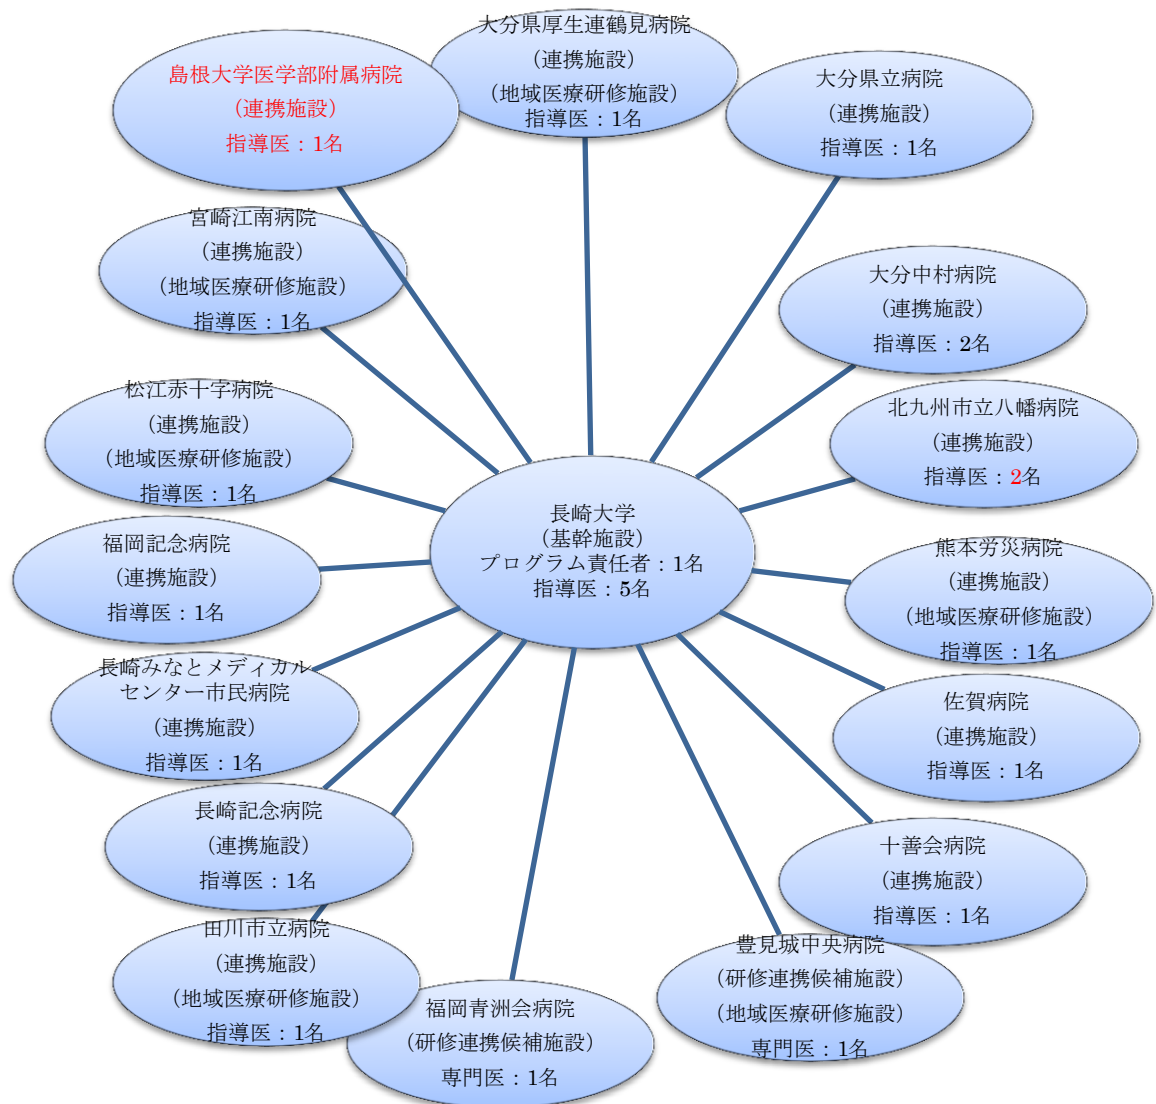 大分県厚生連鶴見病院
（連携施設）
（地域医療研修施設）
指導医：1名
島根大学医学部附属病院
（連携施設）
指導医：1名
大分県立病院
（連携施設）
指導医：1名
宮崎江南病院
（連携施設）
（地域医療研修施設）
指導医：1名
大分中村病院
（連携施設）
指導医：2名
松江赤十字病院
（連携施設）
（地域医療研修施設）
指導医：1名
北九州市立八幡病院
（連携施設）
指導医：2名
長崎大学
（基幹施設）
プログラム責任者：1名
指導医：5名
福岡記念病院
（連携施設）
指導医：1名
熊本労災病院
（連携施設）
（地域医療研修施設）
指導医：1名
長崎みなとメディカル
センター市民病院
（連携施設）
指導医：1名
佐賀病院
（連携施設）
指導医：1名
長崎記念病院
（連携施設）
指導医：1名
十善会病院
（連携施設）
指導医：1名
田川市立病院
（連携施設）
（地域医療研修施設）
指導医：1名
豊見城中央病院
（研修連携候補施設）
（地域医療研修施設）
専門医：1名
福岡青洲会病院
（研修連携候補施設）
専門医：1名